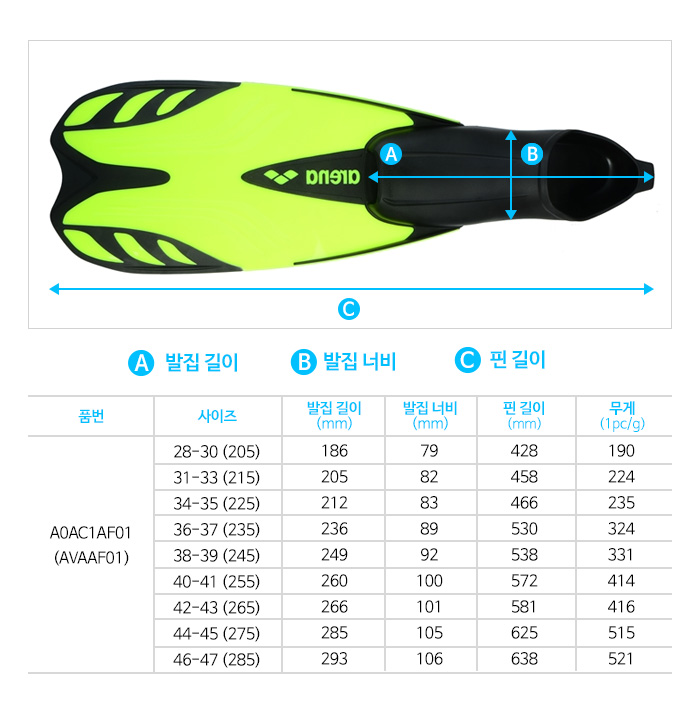 A
B
arena
C
A 발집 길이 B 발집 너비 C 핀 길이
품번 사이즈 발집 길이 (mm) 발집 너비 (mm) 핀 길이 (mm) 무게 (1pc/g)
A0AC1AF01
(AVAAF01)
28-30 (205) 186 79 428 190
31-33 (215) 205 82 458 224
34-35 (225) 212 83 466 235
36-37 (235) 236 89 530 324
38-39 (245) 249 92 538 331
40-41 (255) 260 100 572 414
42-43 (265) 266 101 581 416
44-45 (275) 285 105 625 515
46-47 (285) 293 106 638 521